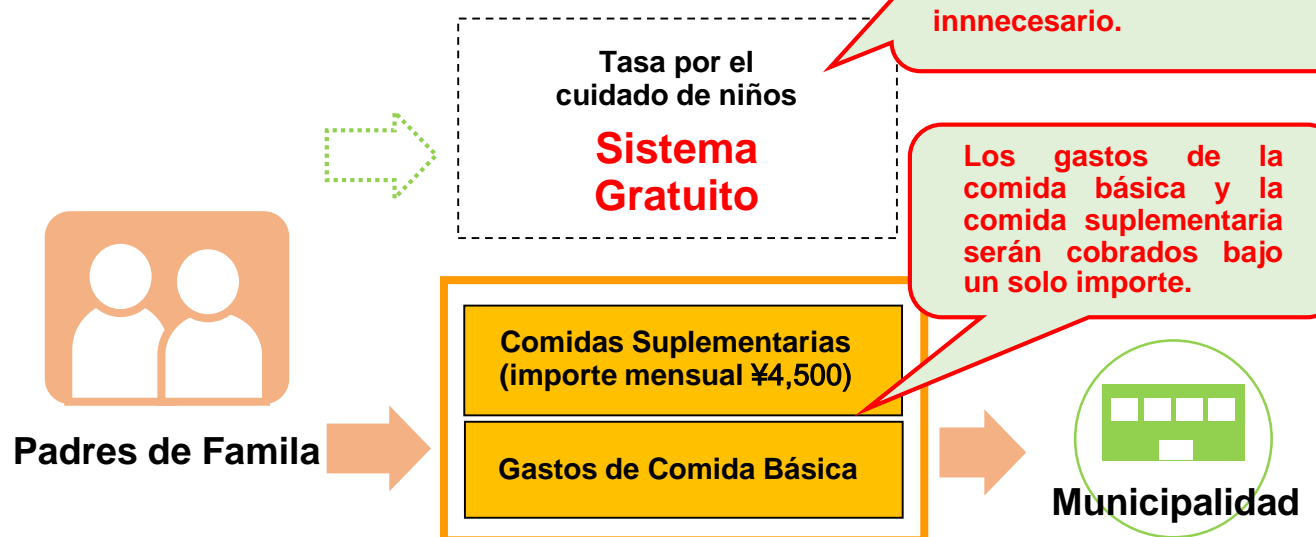 innnecesario.
Tasa por el
cuidado de niños
Sistema
Gratuito
Los gastos de la
comida básica y la
comida suplementaria
serán cobrados bajo
un solo importe.
Comidas Suplementarias
(importe mensual ¥4,500)
Gastos de Comida Básica
Padres de Famila
Municipalidad